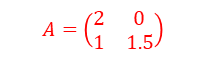 A = (2 0
1 1.5)